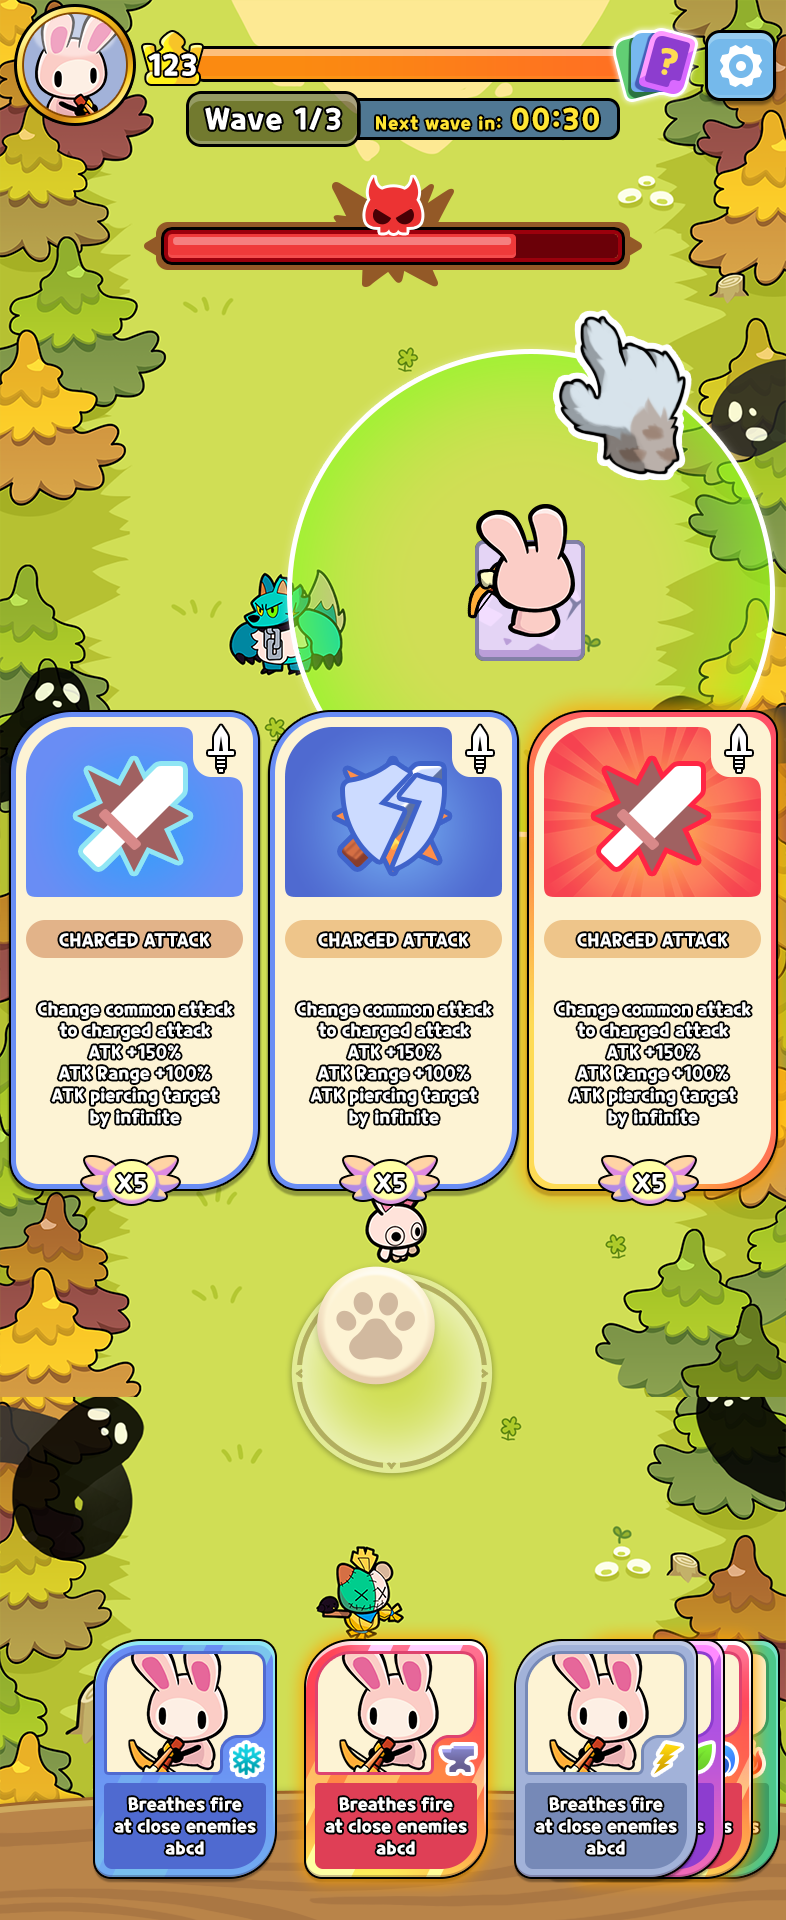 123
?
Wave 1/3
Next wave in: 00:30
CHARGED ATTACK
Change common attack
to charged attack
ATK +150%
ATK Range +100%
ATK piercing target
by infinite
X5
CHARGED ATTACK
Change common attack
to charged attack
ATK +150%
ATK Range +100%
ATK piercing target
by infinite
X5
CHARGED ATTACK
Change common attack
to charged attack
ATK +150%
ATK Range +100%
ATK piercing target
by infinite
X5
Breathes fire
at close enemies
abcd
Breathes fire
at close enemies
abcd
Breathes fire
at close enemies
abcd
s
s
s